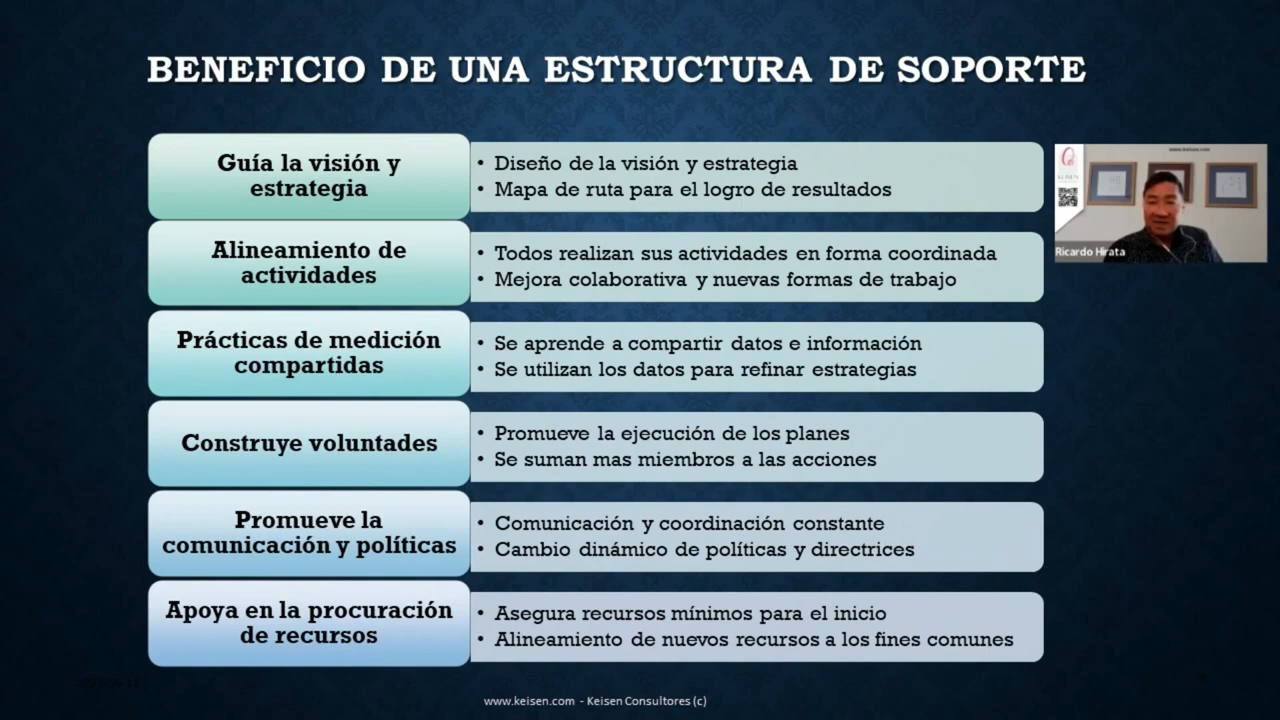 BENEFICIO DE UNA ESTRUCTURA DE SOPORTE
Guía la visión y
estrategia
• Diseño de la visión y estrategia
• Mapa de ruta para el logro de resultados
Alineamiento de
actividades
• Todos realizan sus actividades en forma coordinada
• Mejora colaborativa y nuevas formas de trabajo
Prácticas de medición
compartidas
• Se aprende a compartir datos e información
• Se utilizan los datos para refinar estrategias
Construye voluntades
• Promueve la ejecución de los planes
• Se suman mas miembros a las acciones
Promueve la
comunicación y políticas
• Comunicación y coordinación constante
• Cambio dinámico de políticas y directrices
Apoya en la procuración
de recursos
• Asegura recursos mínimos para el inicio
• Alineamiento de nuevos recursos a los fines comunes
www.keisen.com
Ricardo Hirata
www.keisen.com - Keisen Consultores (c)